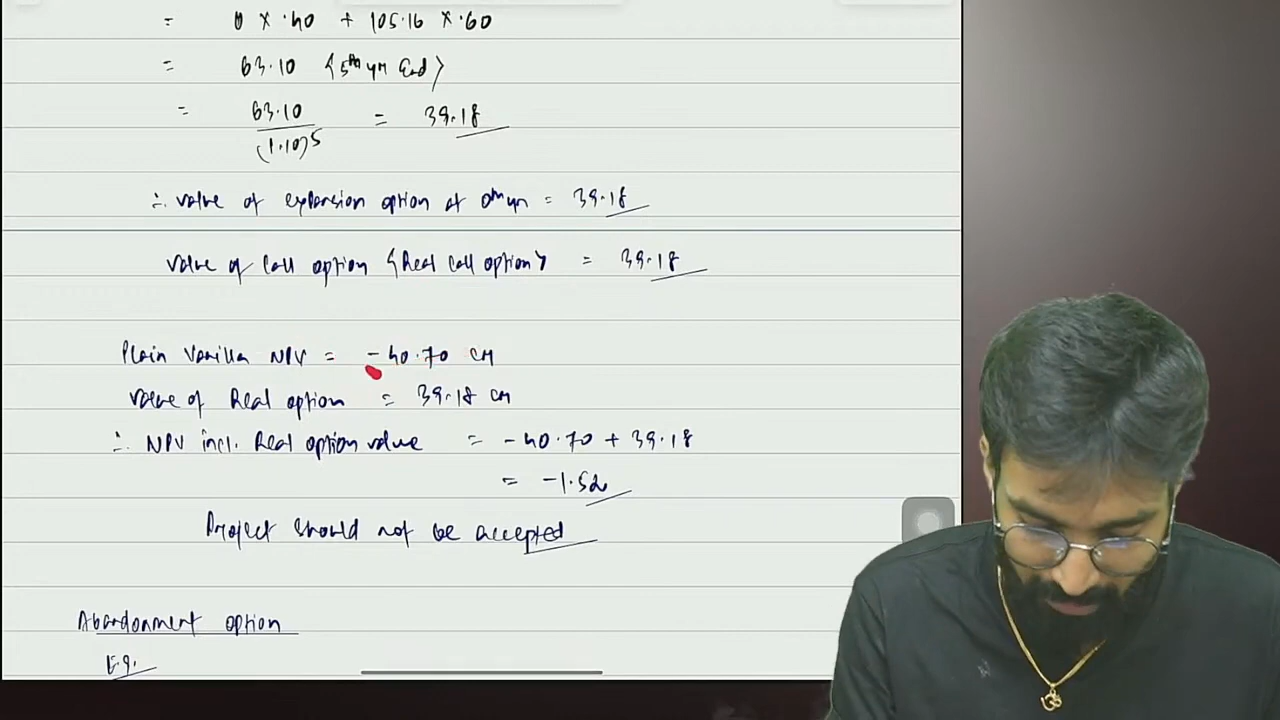 = 0 × .40 + 105.16 × .60
= 63.10 {5th yr End}
= 63.10 / (1.10)5 = 39.18
∴ value of expansion option at 0th yr = 39.18
value of Call option {Real call option} = 39.18
Plain Vanilla NPV = -40.70 Cr
Value of Real option = 39.18 Cr
∴ NPV incl. Real option value = -40.70 + 39.18
= -1.52
Project should not be accepted
Abandonment option
E.g.